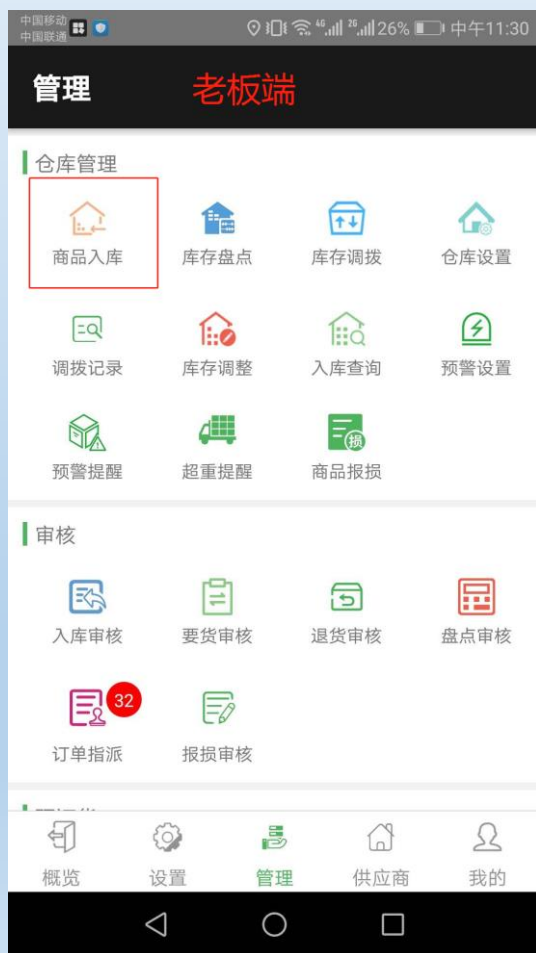 中国移动
中国联通
46 26 26% 中午11:30
管理 老板端
仓库管理
商品入库 库存盘点 库存调拨 仓库设置
调拨记录 库存调整 入库查询 预警设置
损
预警提醒 超重提醒 商品报损
审核
入库审核 要货审核 退货审核 盘点审核
32
订单指派 报损审核
概览 设置 管理 供应商 我的